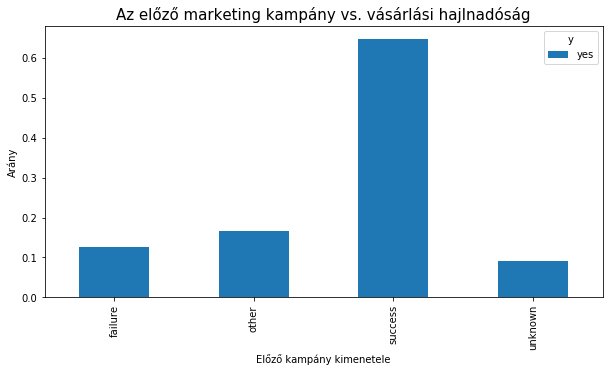 Az előző marketing kampány vs. vásárlási hajlnadóság
y
yes
Arány
0.6
0.5
0.4
0.3
0.2
0.1
0.0
failure
other
success
unknown
Előző kampány kimenetele